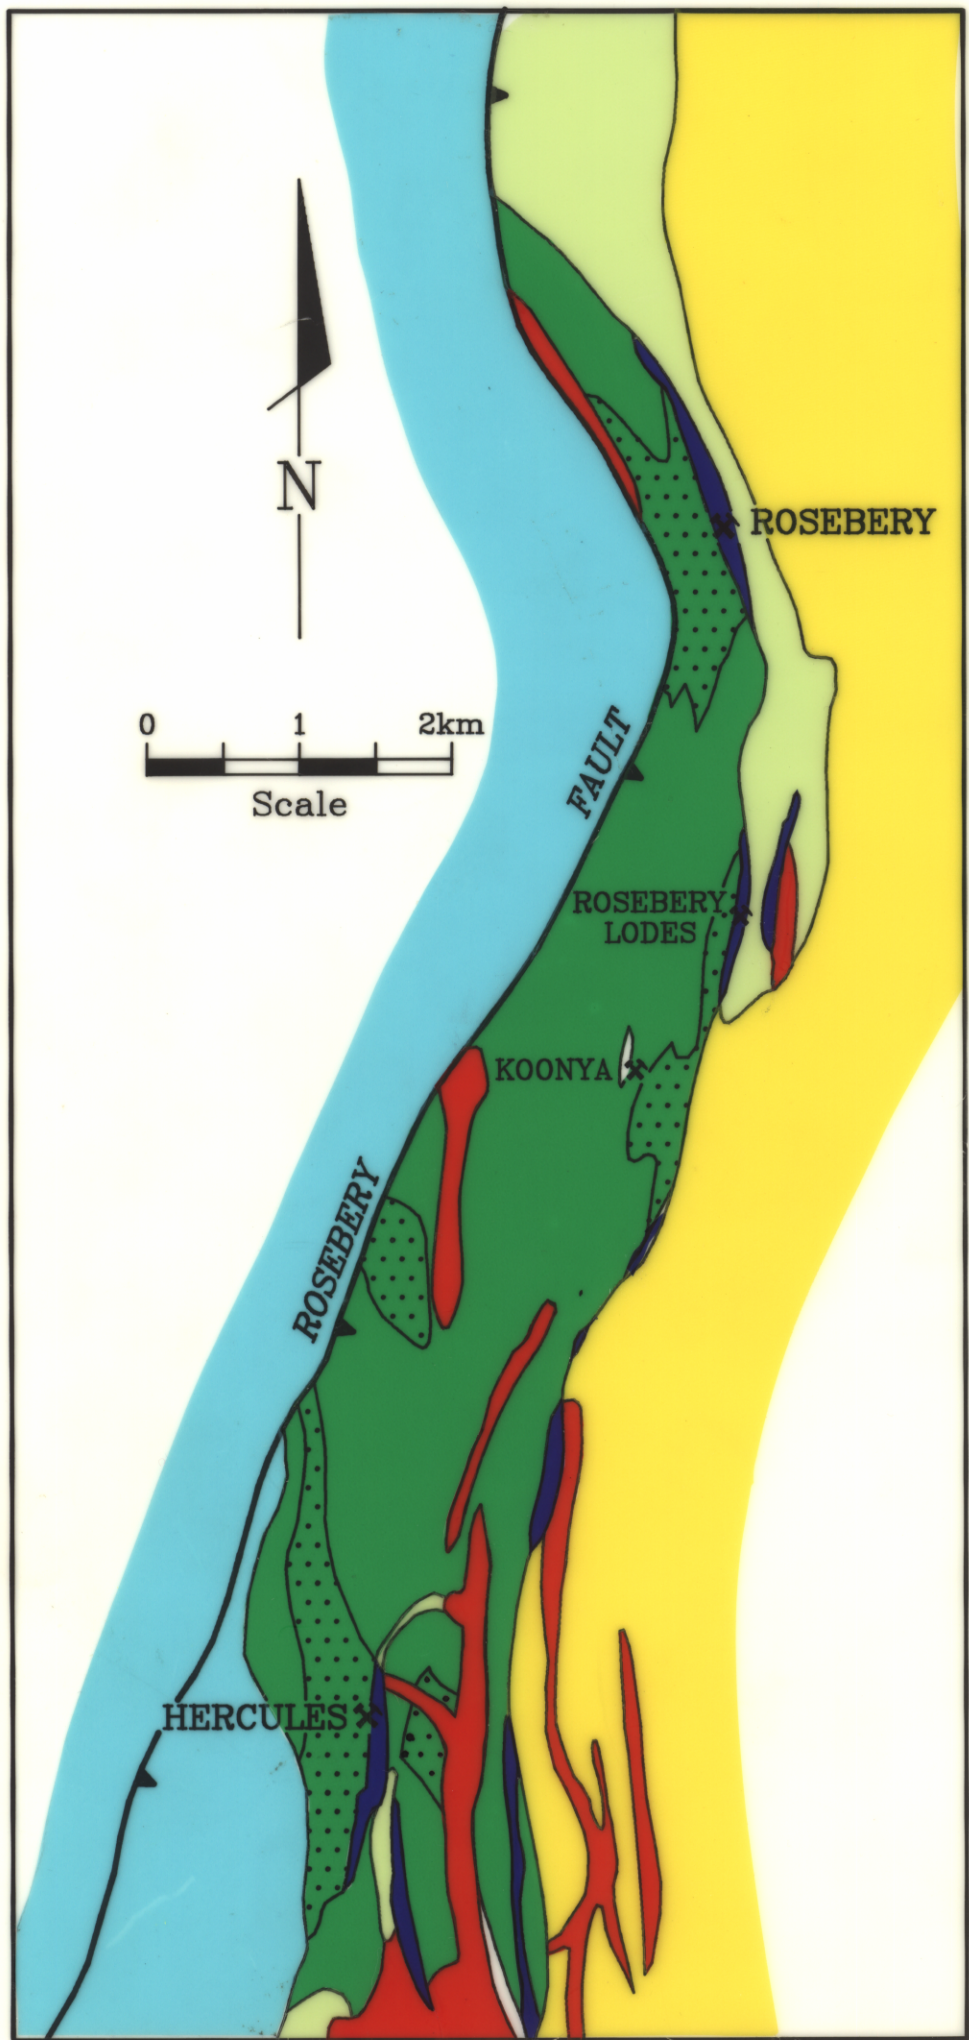 N
ROSEBERY
0 1 2km
Scale
FAULT
ROSEBERY
LODES
KOONYA
ROSEBERY
HERCULES